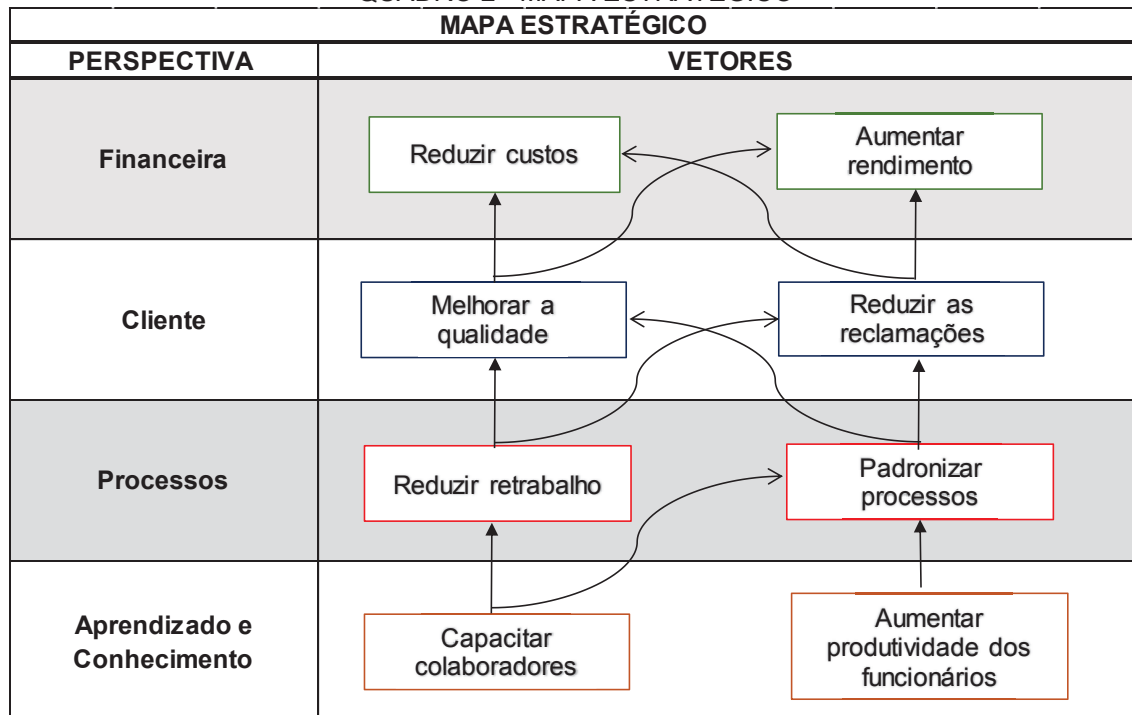 MAPA ESTRATÉGICO
PERSPECTIVA
VETORES
Financeira
Reduzir custos
Aumentar
rendimento
Cliente
Melhorar a
qualidade
Reduzir as
reclamações
Processos
Reduzir retrabalho
Padronizar
processos
Aprendizado e
Conhecimento
Capacitar
colaboradores
Aumentar
produtividade dos
funcionários